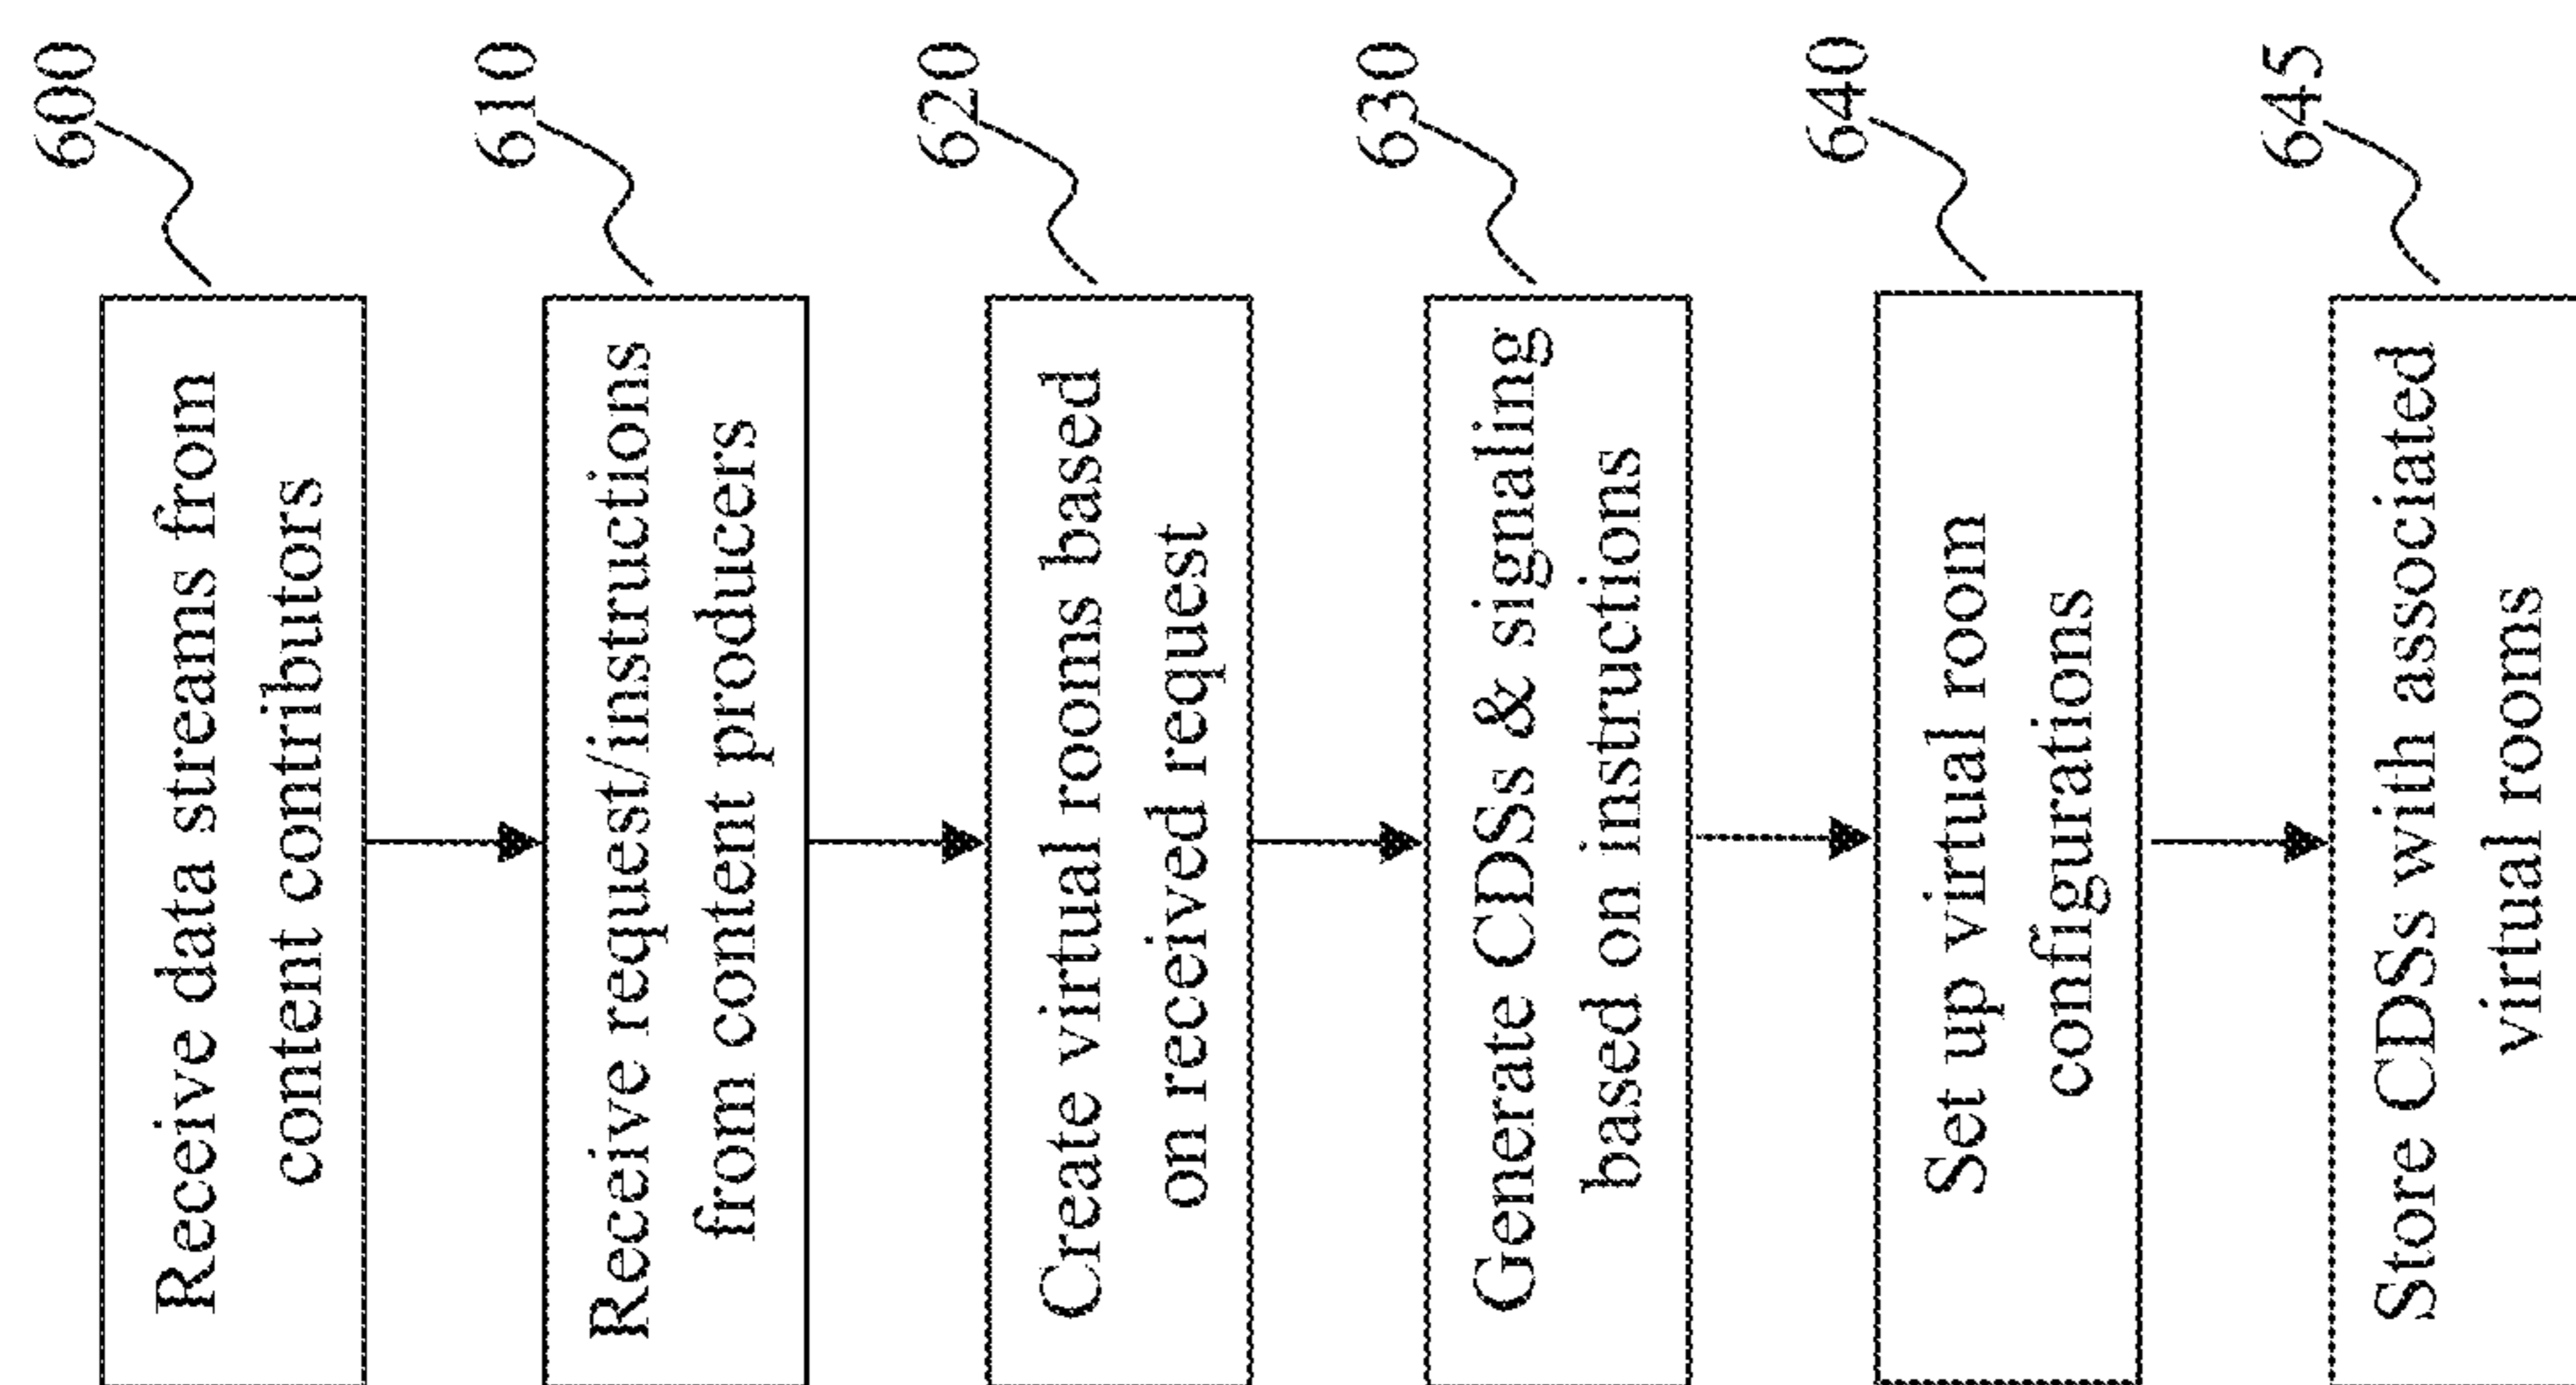 600
Receive data streams from
content contributors
610
Receive request/instructions
from content producers
620
Create virtual rooms based
on received request
630
Generate CDSs & signaling
based on instructions
640
Set up virtual room
configurations
645
Store CDSs with associated
virtual rooms